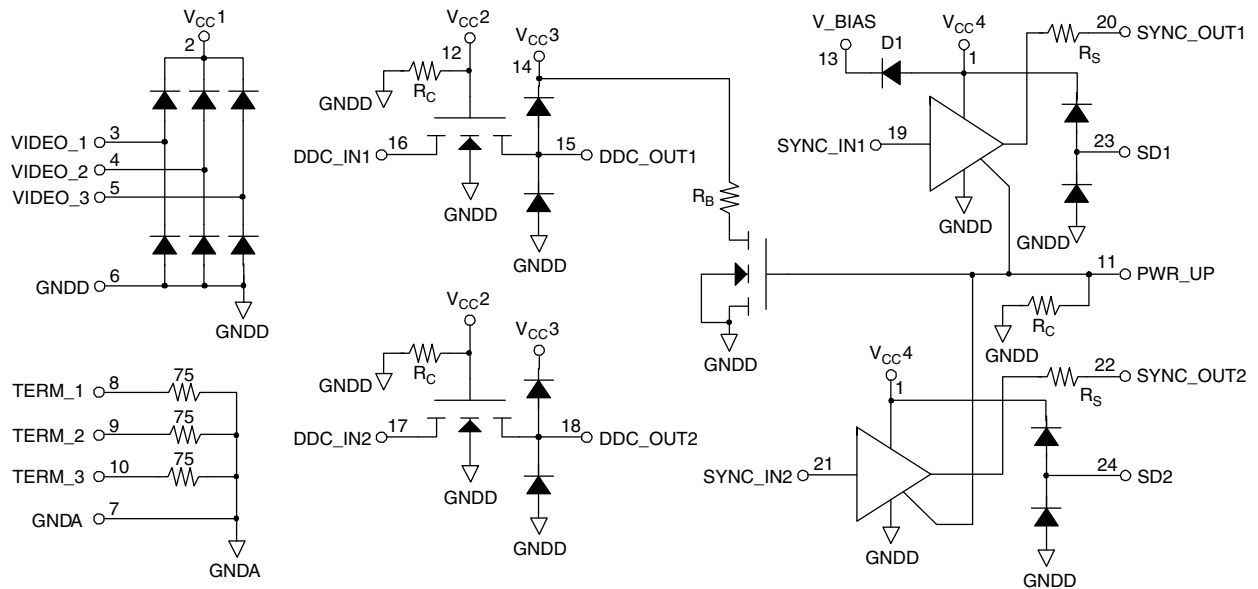 VCC1
2
VIDEO_1
3
VIDEO_2
4
VIDEO_3
5
GNDD
6
GNDD
TERM_1
8
75
TERM_2
9
75
TERM_3
10
75
GNDA
7
GNDA
VCC2
12
GNDD
RC
VCC3
14
DDC_IN1
16
15
DDC_OUT1
GNDD
GNDD
RB
GNDD
VCC2
GNDD
RC
VCC3
DDC_IN2
17
18
DDC_OUT2
GNDD
GNDD
V_BIAS
13
D1
VCC4
1
20
SYNC_OUT1
RS
SYNC_IN1
19
23
SD1
GNDD
GNDD
11
PWR_UP
RC
GNDD
VCC4
1
22
SYNC_OUT2
RS
SYNC_IN2
21
24
SD2
GNDD
GNDD